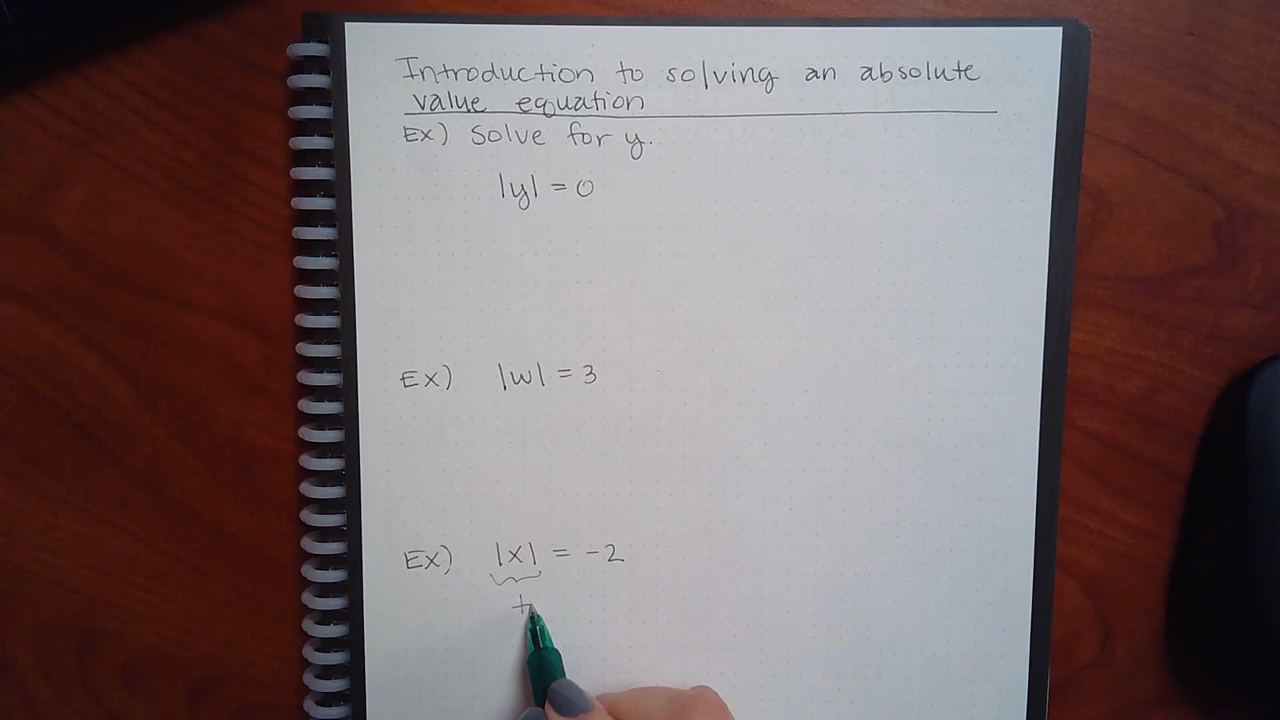 Introduction to solving an absolute
value equation
EX) Solve for y.
|y| = 0
EX) |w| = 3
EX) |x| = -2
+